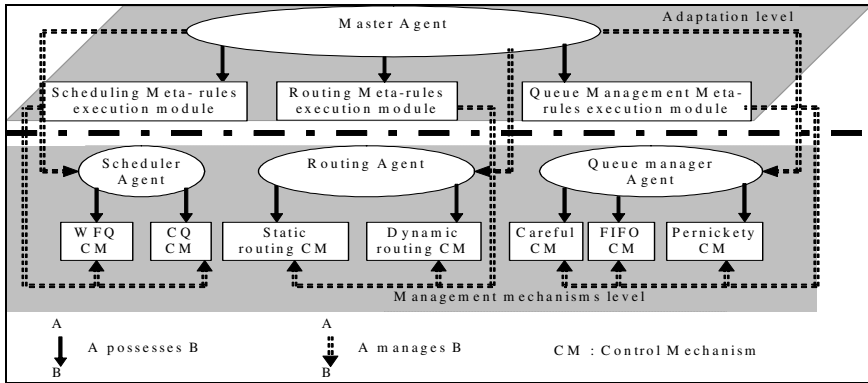 Adaptation level
Master Agent
Scheduling Meta-rules
execution module
Routing Meta-rules
execution module
Queue Management Meta-
rules execution module
Scheduler
Agent
Routing Agent
Queue manager
Agent
WFQ
CM
CQ
CM
Static
routing CM
Dynamic
routing CM
Careful
CM
FIFO
CM
Pernickety
CM
Management mechanisms level
A
B
A possesses B
A
B
A manages B
CM : Control Mechanism